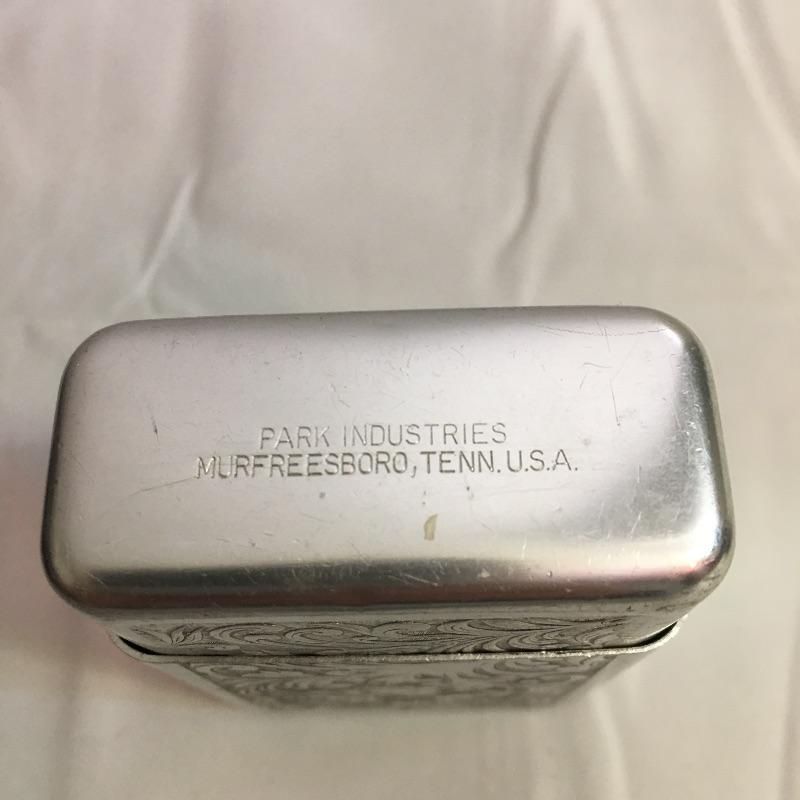 PARK INDUSTRIES
MURFREESBORO, TENN. U.S.A.